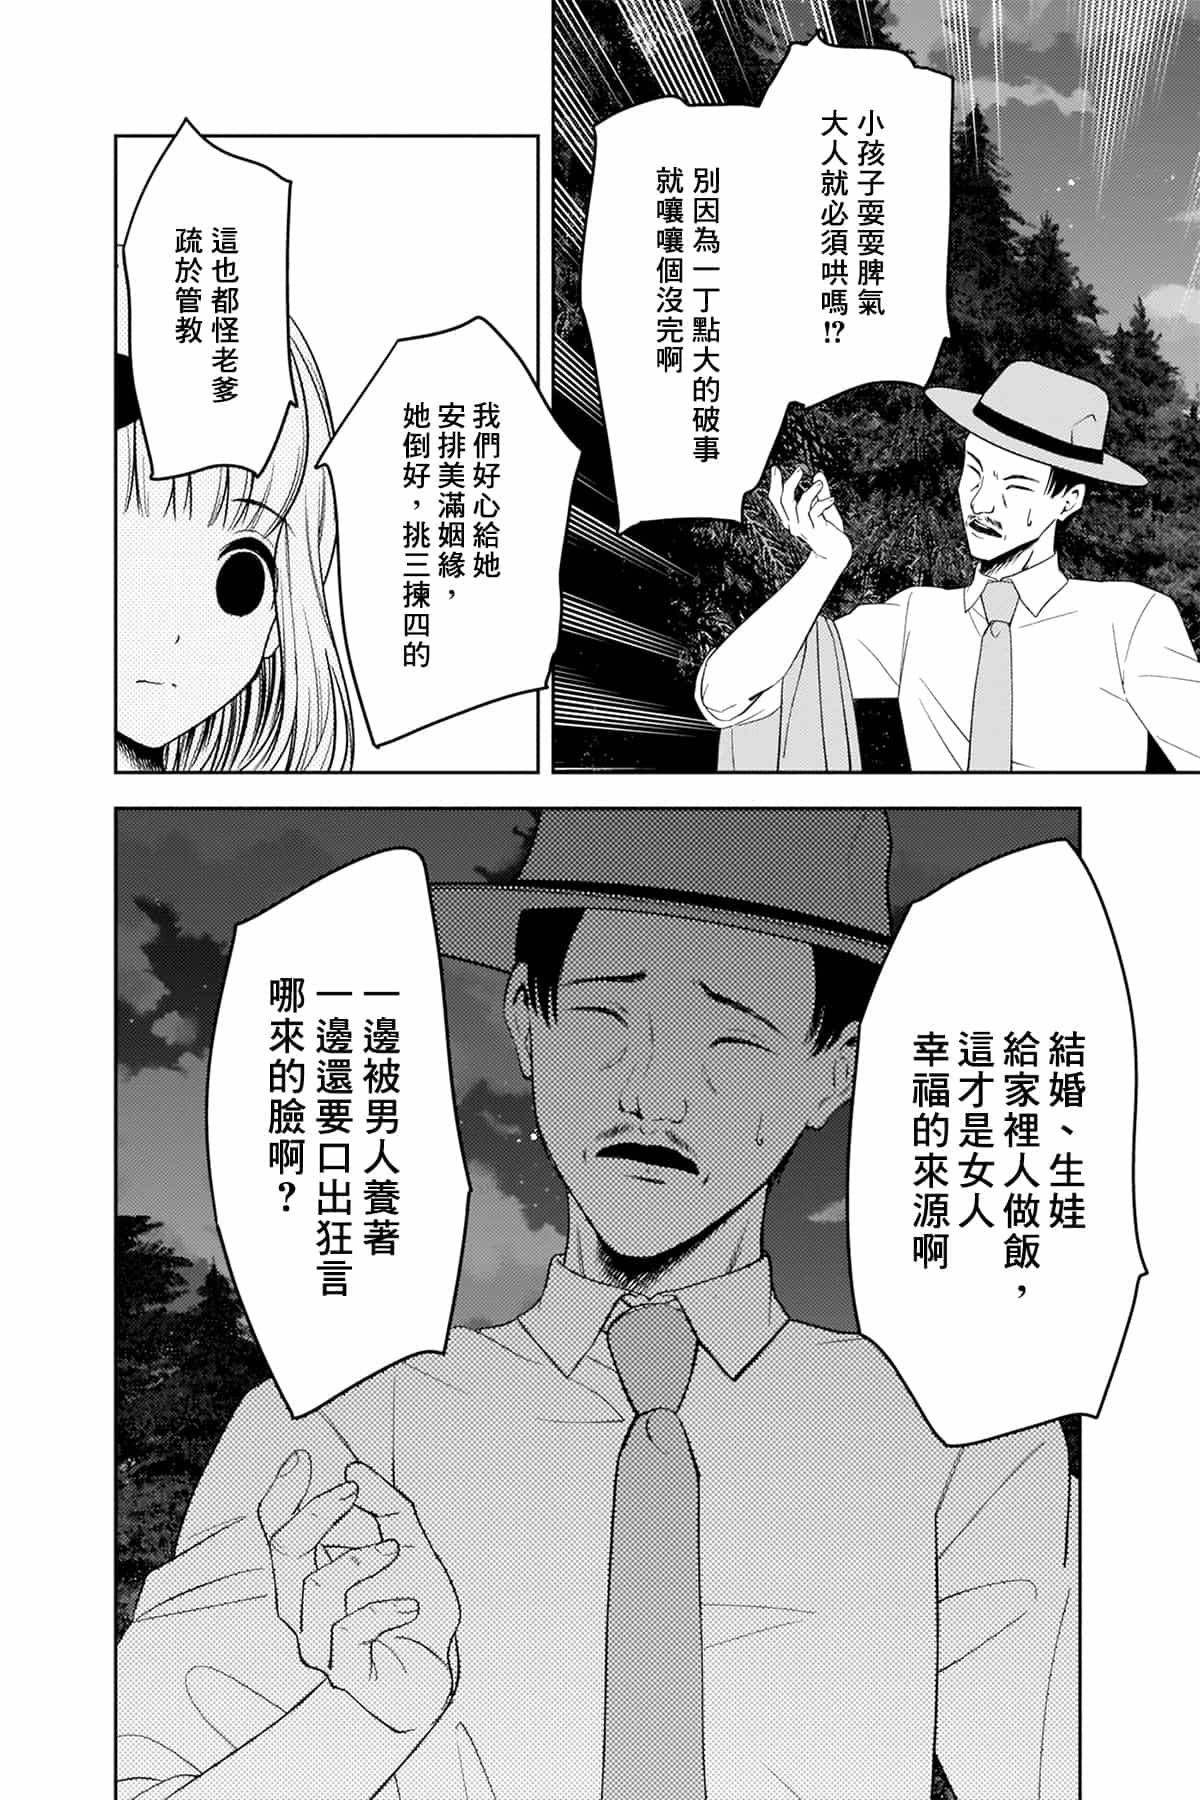 小孩子耍耍脾氣
大人就必須哄嗎!?
別因為一丁點大的破事
就嚷嚷個沒完啊
我們好心給她
安排美滿姻緣，
她倒好，挑三揀四的
這也都怪老爹
疏於管教
結婚、生娃
給家裡人做飯，
這才是女人
幸福的來源啊
一邊被男人養著
一邊還要口出狂言
哪來的臉啊？